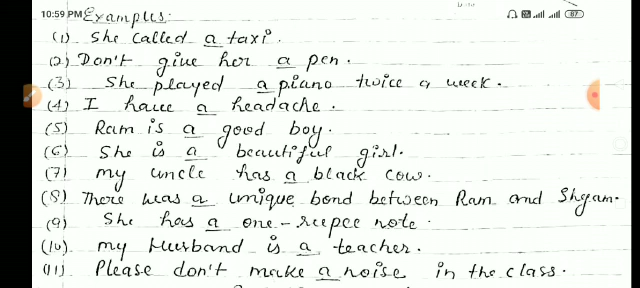 10:59 PM Examples: 87
(1) She called a taxi.
(2) Don't give her a pen.
(3) She played a piano twice a week.
(4) I have a headache.
(5) Ram is a good boy.
(6) She is a beautiful girl.
(7) my uncle has a black cow.
(8) There was a unique bond between Ram and Shyam.
(9) She has a one-rupee note.
(10) my Husband is a teacher.
(11) Please don't make a noise in the class.